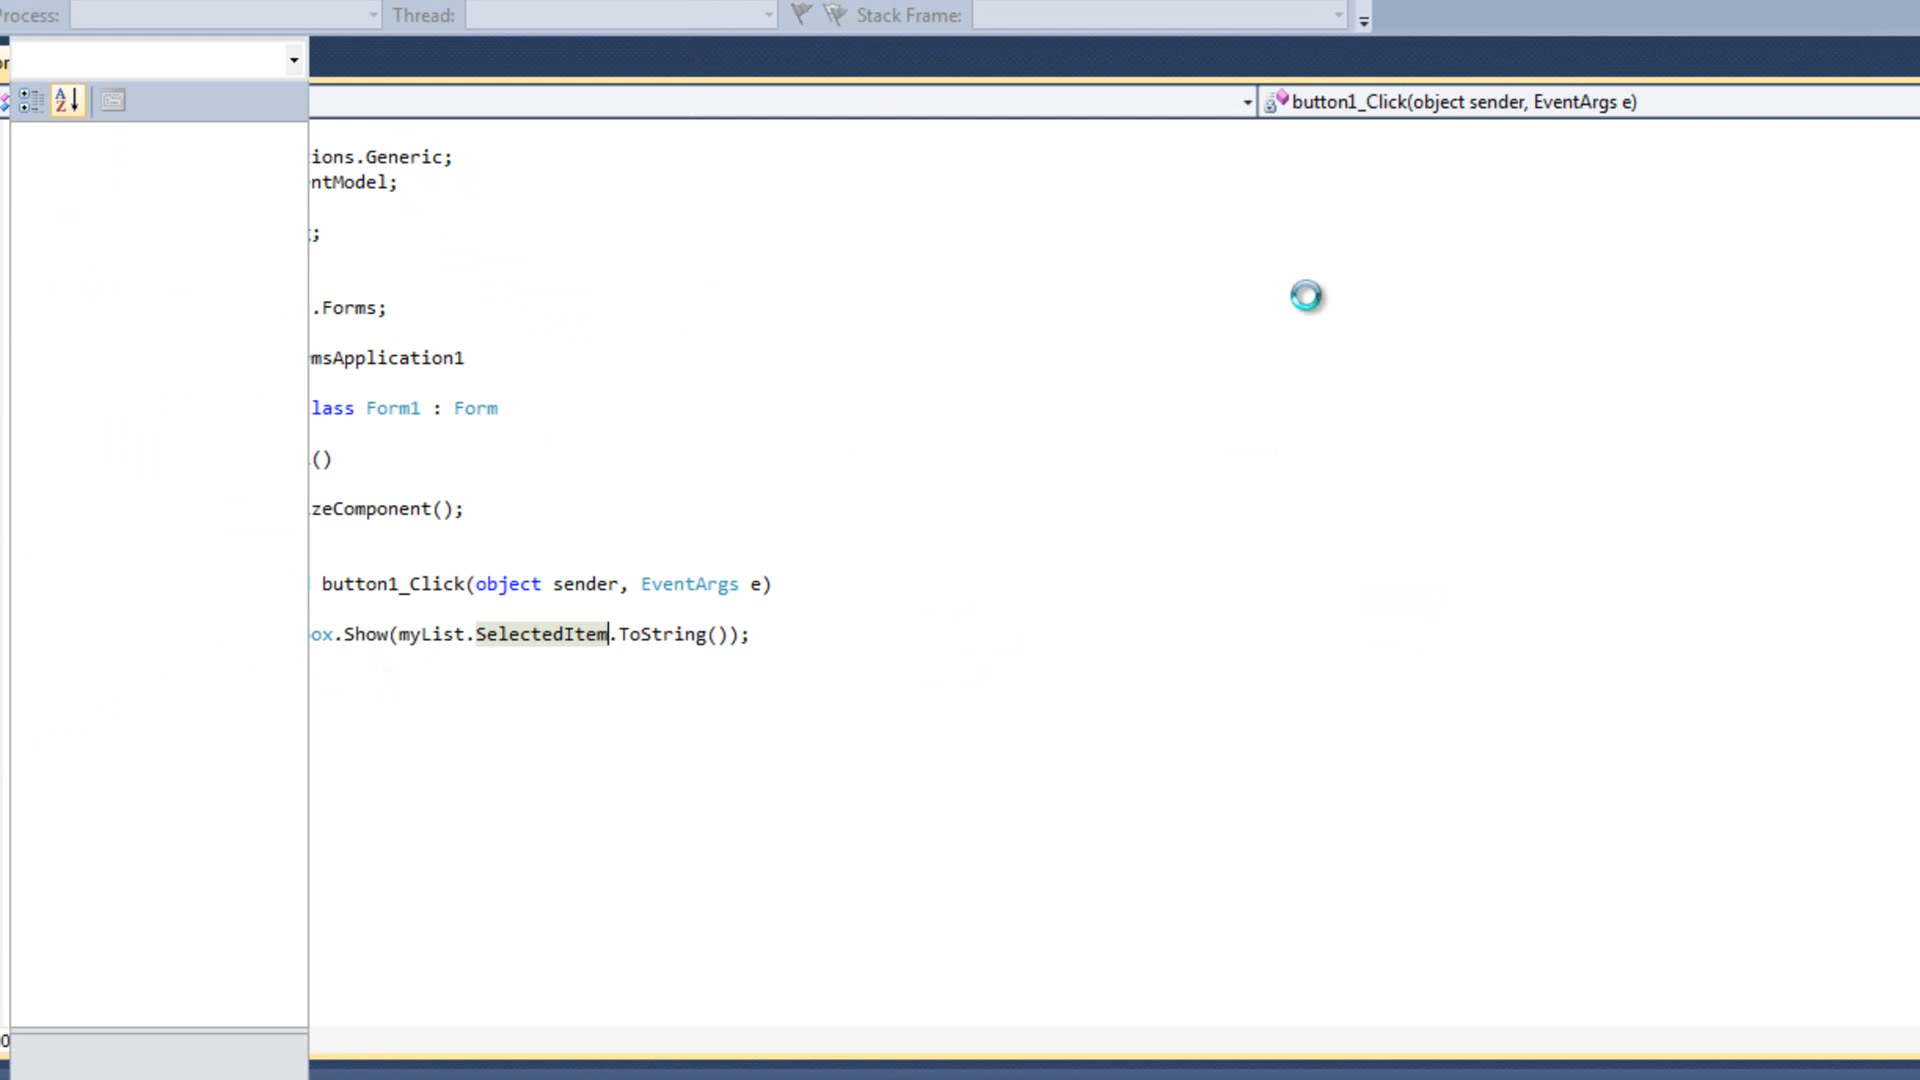 Process:
Thread:
Stack Frame:
button1_Click(object sender, EventArgs e)
ions.Generic;
ntModel;
;
.Forms;
msApplication1
lass Form1 : Form
()
zeComponent();
button1_Click(object sender, EventArgs e)
ox.Show(myList.SelectedItem.ToString());